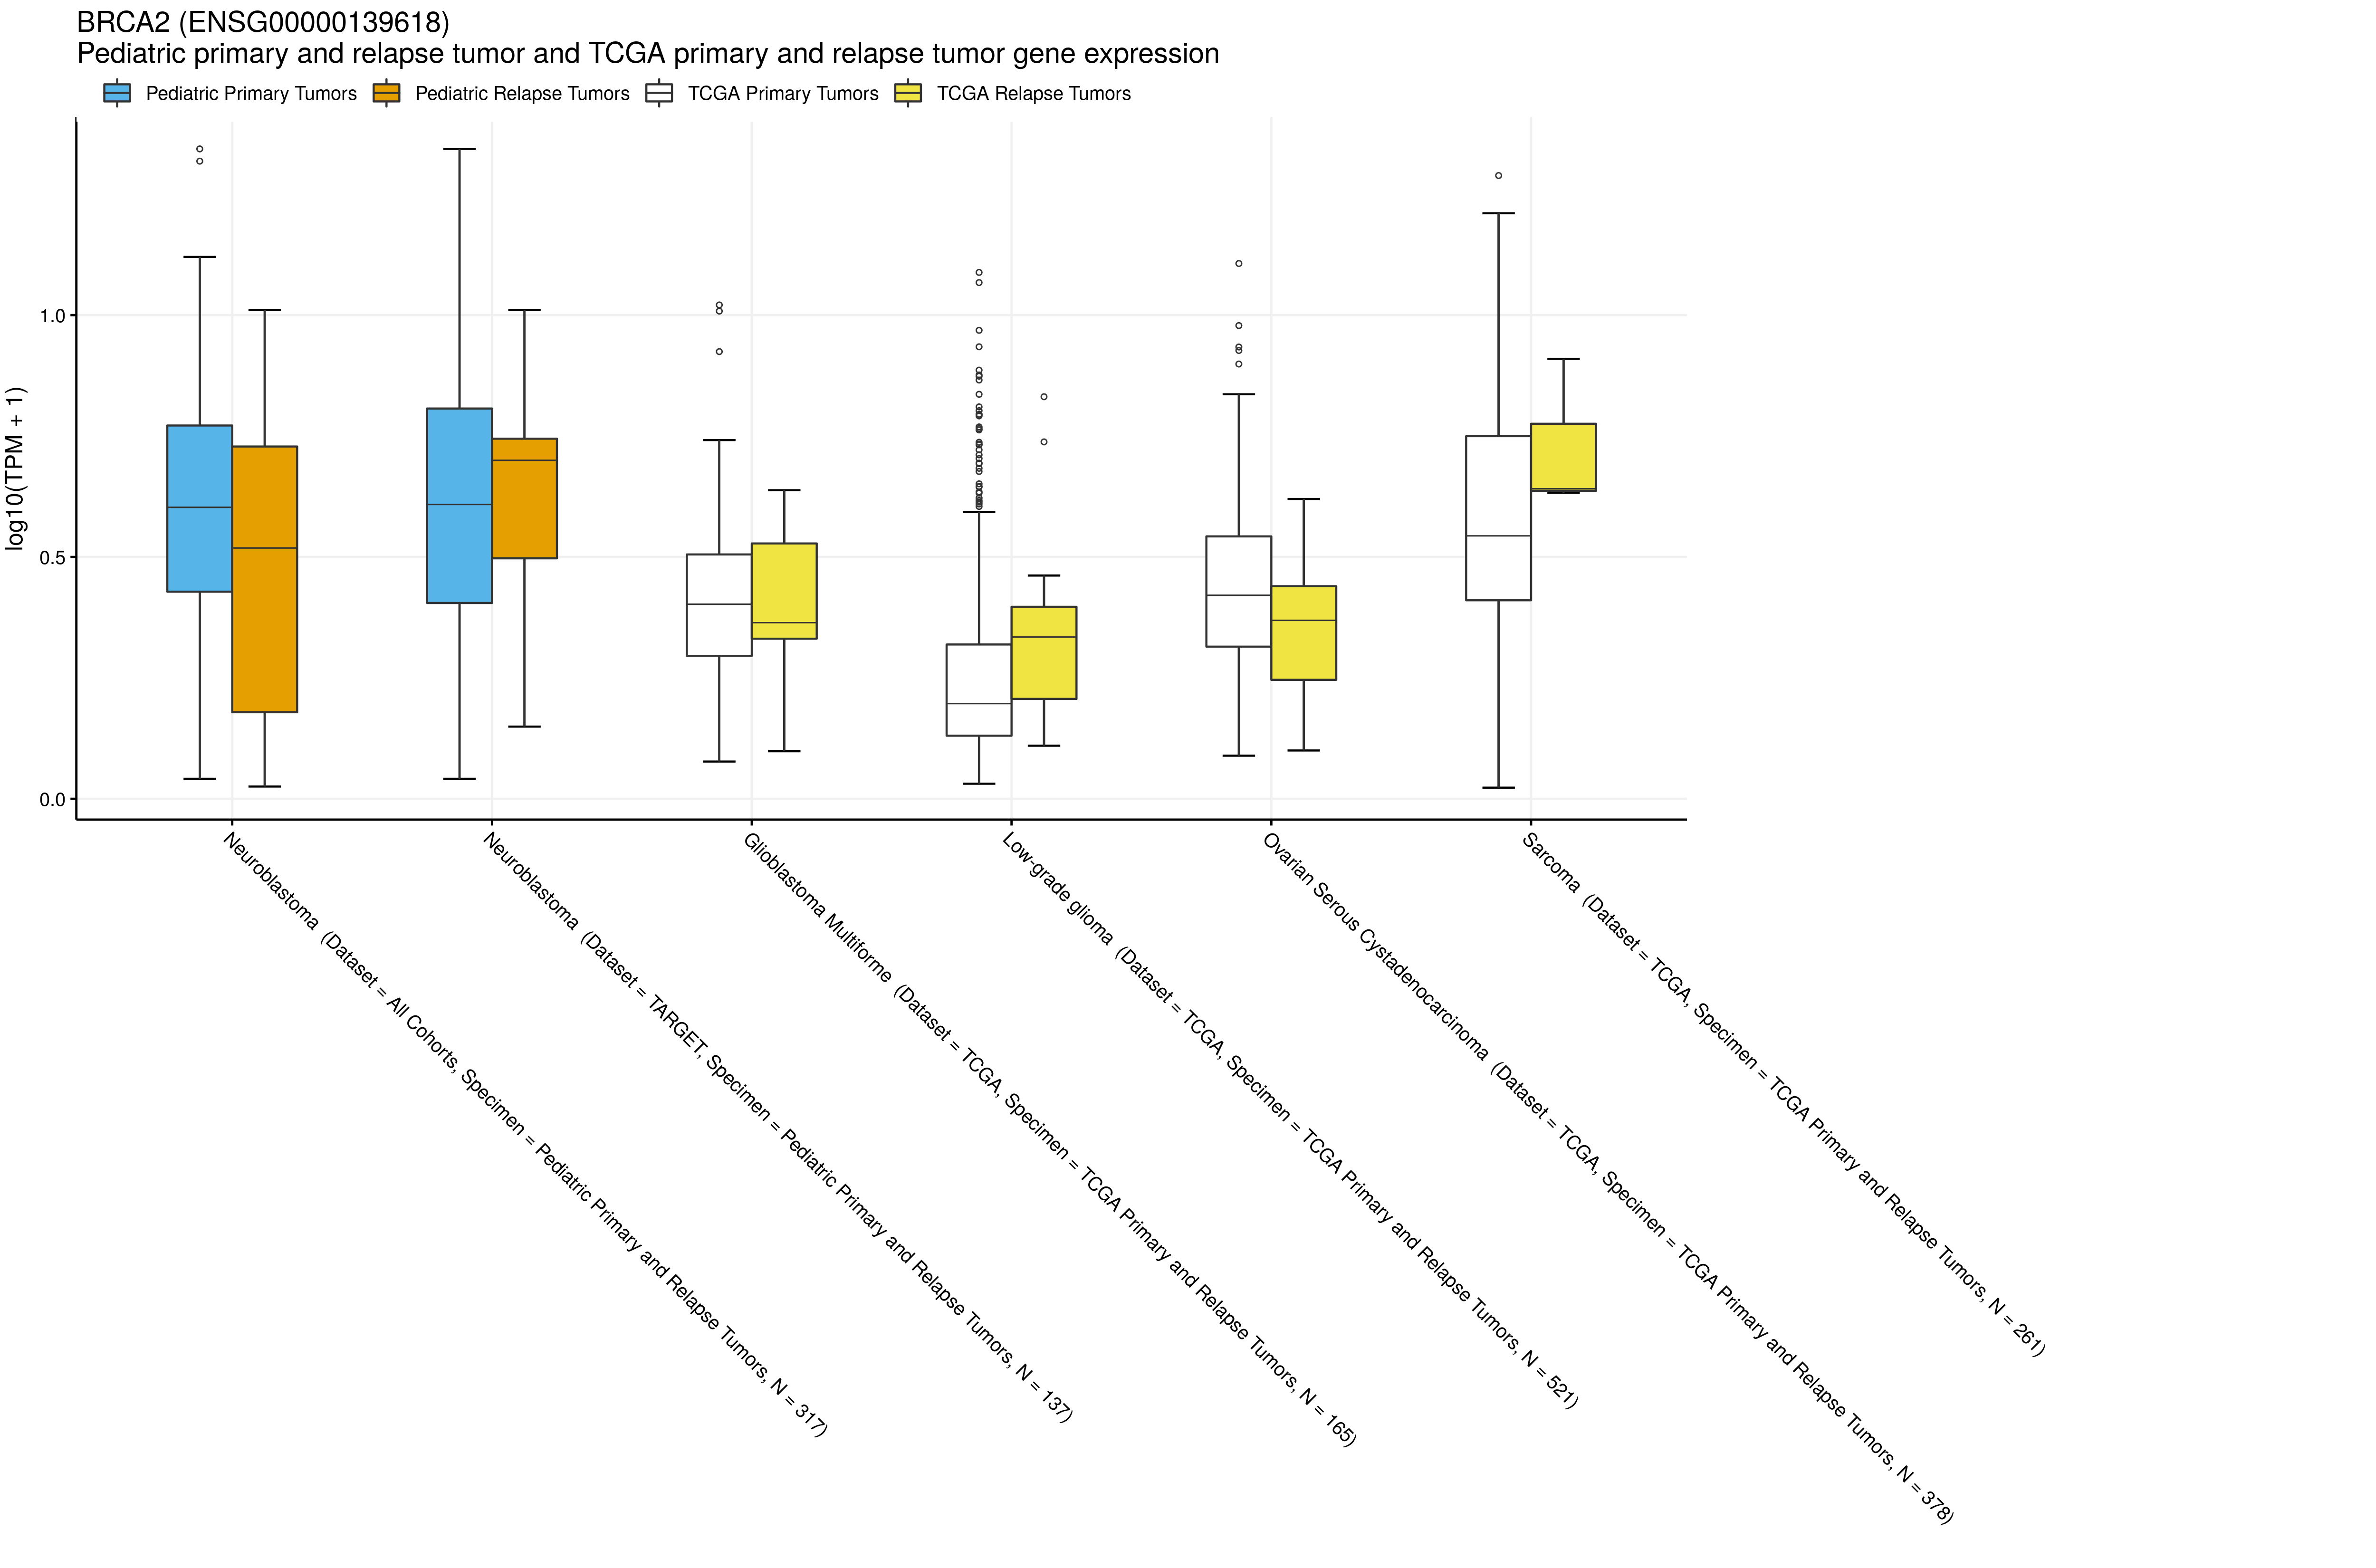 BRCA2 (ENSG00000139618)
Pediatric primary and relapse tumor and TCGA primary and relapse tumor gene expression
Pediatric Primary Tumors
Pediatric Relapse Tumors
TCGA Primary Tumors
TCGA Relapse Tumors
log10(TPM + 1)
1.0
0.5
0.0
Neuroblastoma (Dataset = All Cohorts, Specimen = Pediatric Primary and Relapse Tumors, N = 317)
Neuroblastoma (Dataset = TARGET, Specimen = Pediatric Primary and Relapse Tumors, N = 137)
Glioblastoma Multiforme (Dataset = TCGA, Specimen = TCGA Primary and Relapse Tumors, N = 165)
Low-grade glioma (Dataset = TCGA, Specimen = TCGA Primary and Relapse Tumors, N = 521)
Ovarian Serous Cystadenocarcinoma (Dataset = TCGA, Specimen = TCGA Primary and Relapse Tumors, N = 378)
Sarcoma (Dataset = TCGA, Specimen = TCGA Primary and Relapse Tumors, N = 261)